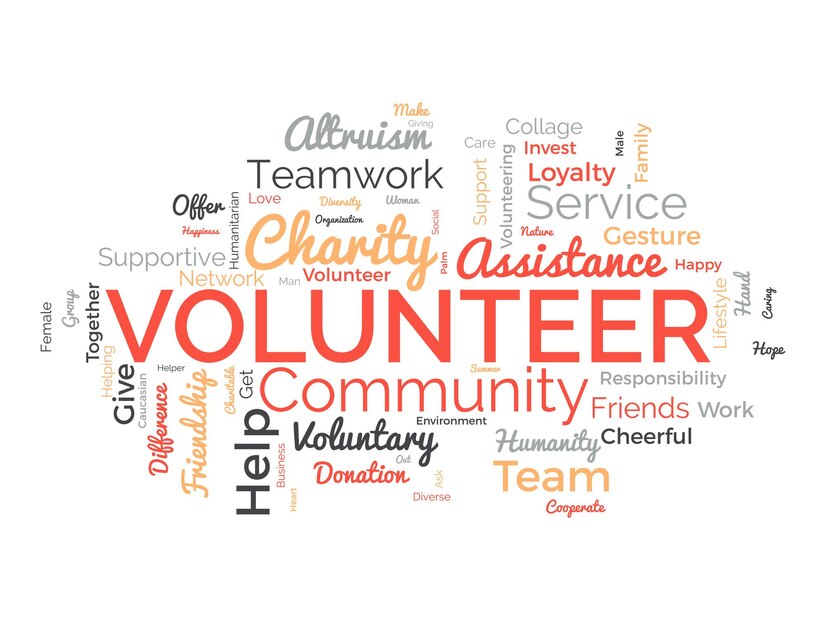 Make
Giving
Altruism
Collage
Care
Invest
Male
Family
Teamwork
Support
Volunteering
Loyalty
Service
Offer
Humanitarian
Love
Diversity
Woman
Organization
Social
Happiness
Charity
Nature
Gesture
Supportive
Palm
Assistance
Happy
Network
Man
Volunteer
Female
Group
Together
VOLUNTEER
Lifestyle
Hand
Caring
Hope
Helping
Give
Caucasian
Helper
Difference
Friendship
Charitable
Get
Summer
Community
Responsibility
Friends
Work
Help
Voluntary
Environment
Humanity
Cheerful
Business
Out
Donation
Ask
Team
Heart
Diverse
Cooperate